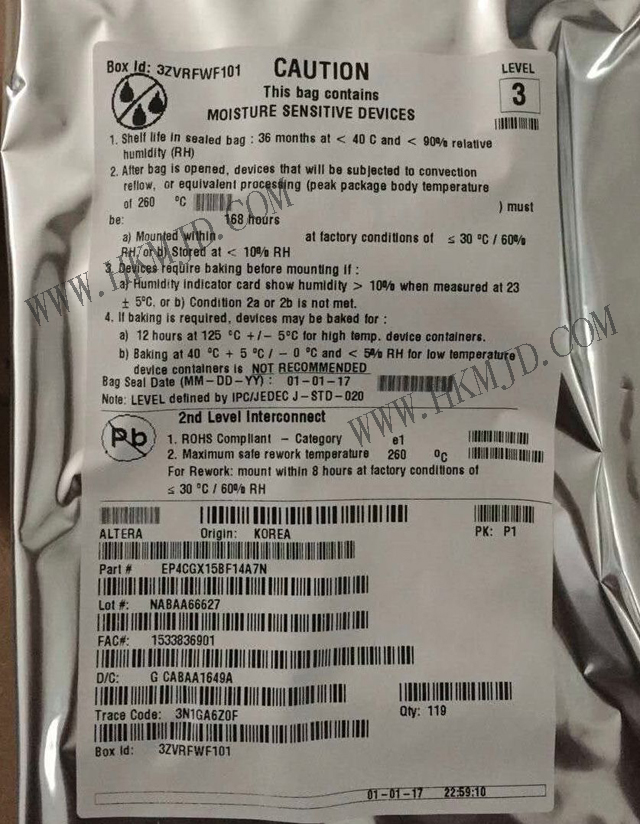 Box Id: 3ZVRFWF101
CAUTION
This bag contains
MOISTURE SENSITIVE DEVICES
LEVEL
3
1. Shelf life in sealed bag : 36 months at < 40 C and < 90% relative
humidity (RH)
2. After bag is opened, devices that will be subjected to convection
reflow, or equivalent processing (peak package body temperature
of 260 °C ) must
be: 168 hours
a) Mounted within. at factory conditions of ≤ 30 °C / 60%
RH, or b) Stored at < 10% RH
3. Devices require baking before mounting if :
a) Humidity indicator card show humidity > 10% when measured at 23
± 5°C, or b) Condition 2a or 2b is not met.
4. If baking is required, devices may be baked for :
a) 12 hours at 125 °C +/- 5°C for high temp. device containers.
b) Baking at 40 °C + 5 °C / - 0 °C and < 5% RH for low temperature
device containers is NOT RECOMMENDED
Bag Seal Date (MM-DD-YY) : 01-01-17
Note: LEVEL defined by IPC/JEDEC J-STD-020
Pb
2nd Level Interconnect
1. ROHS Compliant - Category e1
2. Maximum safe rework temperature 260 °C
For Rework: mount within 8 hours at factory conditions of
≤ 30 °C / 60% RH
ALTERA Origin: KOREA PK: P1
Part # EP4CGX15BF14A7N
Lot #: NABAA66627
FAC#: 1533836901
D/C: G CABAA1649A
Trace Code: 3N1GA6Z0F Qty: 119
Box Id: 3ZVRFWF101
01-01-17 22:59:10
WWW.HKMJD.COM
WWW.HKMJD.COM